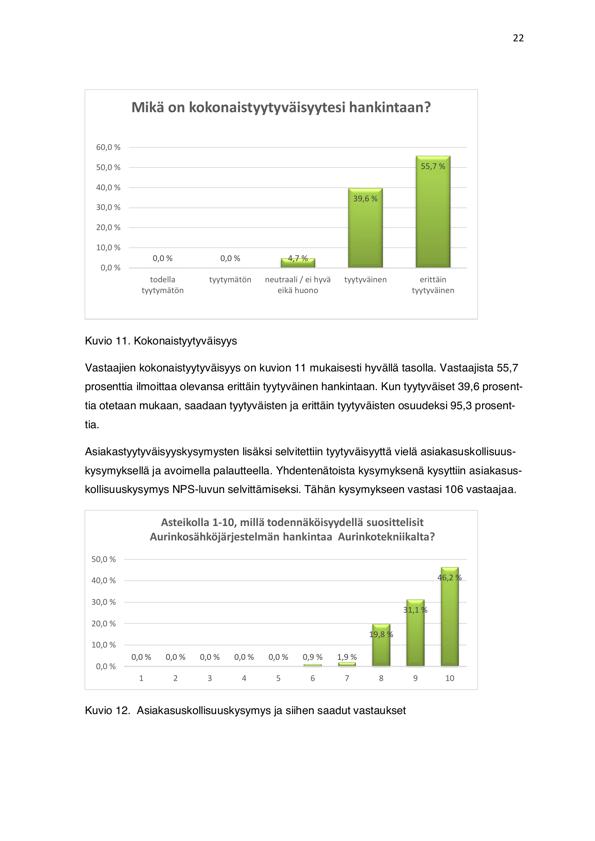 22
Mikä on kokonaistyytyväisyytesi hankintaan?
60,0 %
50,0 %
40,0 %
30,0 %
20,0 %
10,0 %
0,0 %
0,0 %
0,0 %
4,7 %
39,6 %
55,7 %
todella tyytymätön
tyytymätön
neutraali / ei hyvä eikä huono
tyytyväinen
erittäin tyytyväinen
Kuvio 11. Kokonaistyytyväisyys
Vastaajien kokonaistyytyväisyys on kuvion 11 mukaisesti hyvällä tasolla. Vastaajista 55,7
prosenttia ilmoittaa olevansa erittäin tyytyväinen hankintaan. Kun tyytyväiset 39,6 prosent-
tia otetaan mukaan, saadaan tyytyväisten ja erittäin tyytyväisten osuudeksi 95,3 prosent-
tia.
Asiakastyytyväisyyskysymysten lisäksi selvitettiin tyytyväisyyttä vielä asiakasuskollisuus-
kysymyksellä ja avoimella palautteella. Yhdentenätoista kysymyksenä kysyttiin asiakasus-
kollisuuskysymys NPS-luvun selvittämiseksi. Tähän kysymykseen vastasi 106 vastaajaa.
Asteikolla 1-10, millä todennäköisyydellä suosittelisit
Aurinkosähköjärjestelmän hankintaa Aurinkotekniikalta?
50,0 %
40,0 %
30,0 %
20,0 %
10,0 %
0,0 %
0,0 %
0,0 %
0,0 %
0,0 %
0,0 %
0,9 %
1,9 %
19,8 %
31,1 %
46,2 %
1 2 3 4 5 6 7 8 9 10
Kuvio 12. Asiakasuskollisuuskysymys ja siihen saadut vastaukset